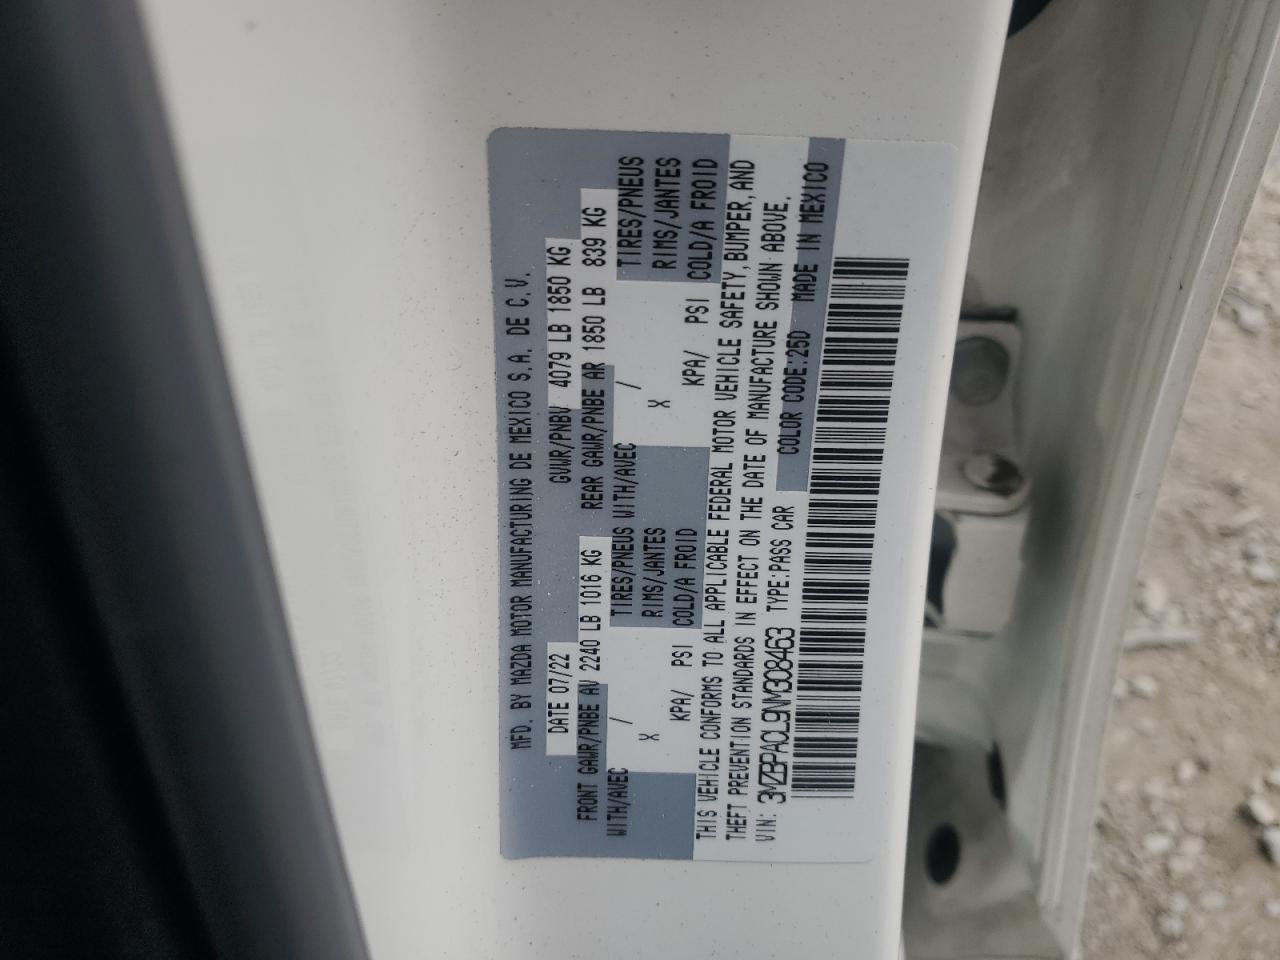 MFD. BY MAZDA MOTOR MANUFACTURING DE MEXICO S.A. DE C.V.
DATE 07/22 GVWR/PNBV 4079 LB 1850 KG
FRONT GAWR/PNBE AV 2240 LB 1016 KG REAR GAWR/PNBE AR 1850 LB 839 KG
WITH/AVEC / TIRES/PNEUS WITH/AVEC / TIRES/PNEUS
X RIMS/JANTES X RIMS/JANTES
KPA/ PSI COLD/A FROID KPA/ PSI COLD/A FROID
THIS VEHICLE CONFORMS TO ALL APPLICABLE FEDERAL MOTOR VEHICLE SAFETY, BUMPER, AND
THEFT PREVENTION STANDARDS IN EFFECT ON THE DATE OF MANUFACTURE SHOWN ABOVE.
VIN: 3MZBPACL9NM308463 TYPE:PASS CAR COLOR CODE:25D MADE IN MEXICO